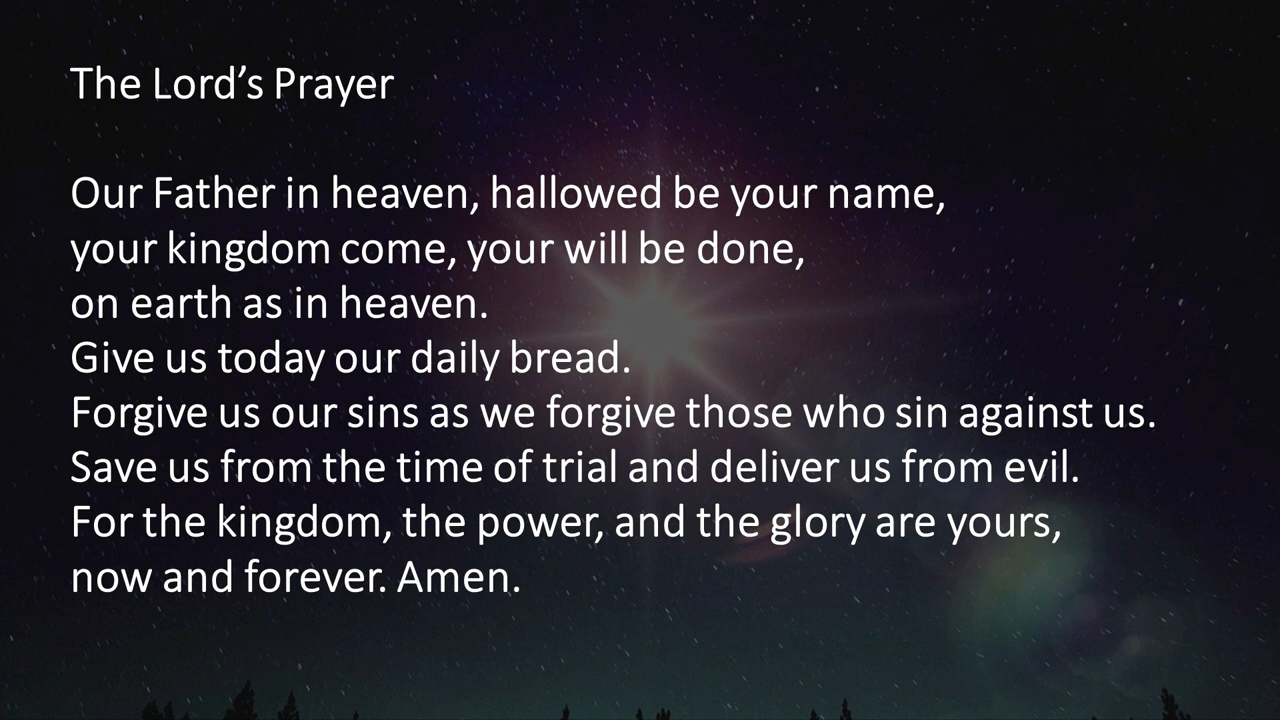 The Lord’s Prayer
Our Father in heaven, hallowed be your name,
your kingdom come, your will be done,
on earth as in heaven.
Give us today our daily bread.
Forgive us our sins as we forgive those who sin against us.
Save us from the time of trial and deliver us from evil.
For the kingdom, the power, and the glory are yours,
now and forever. Amen.